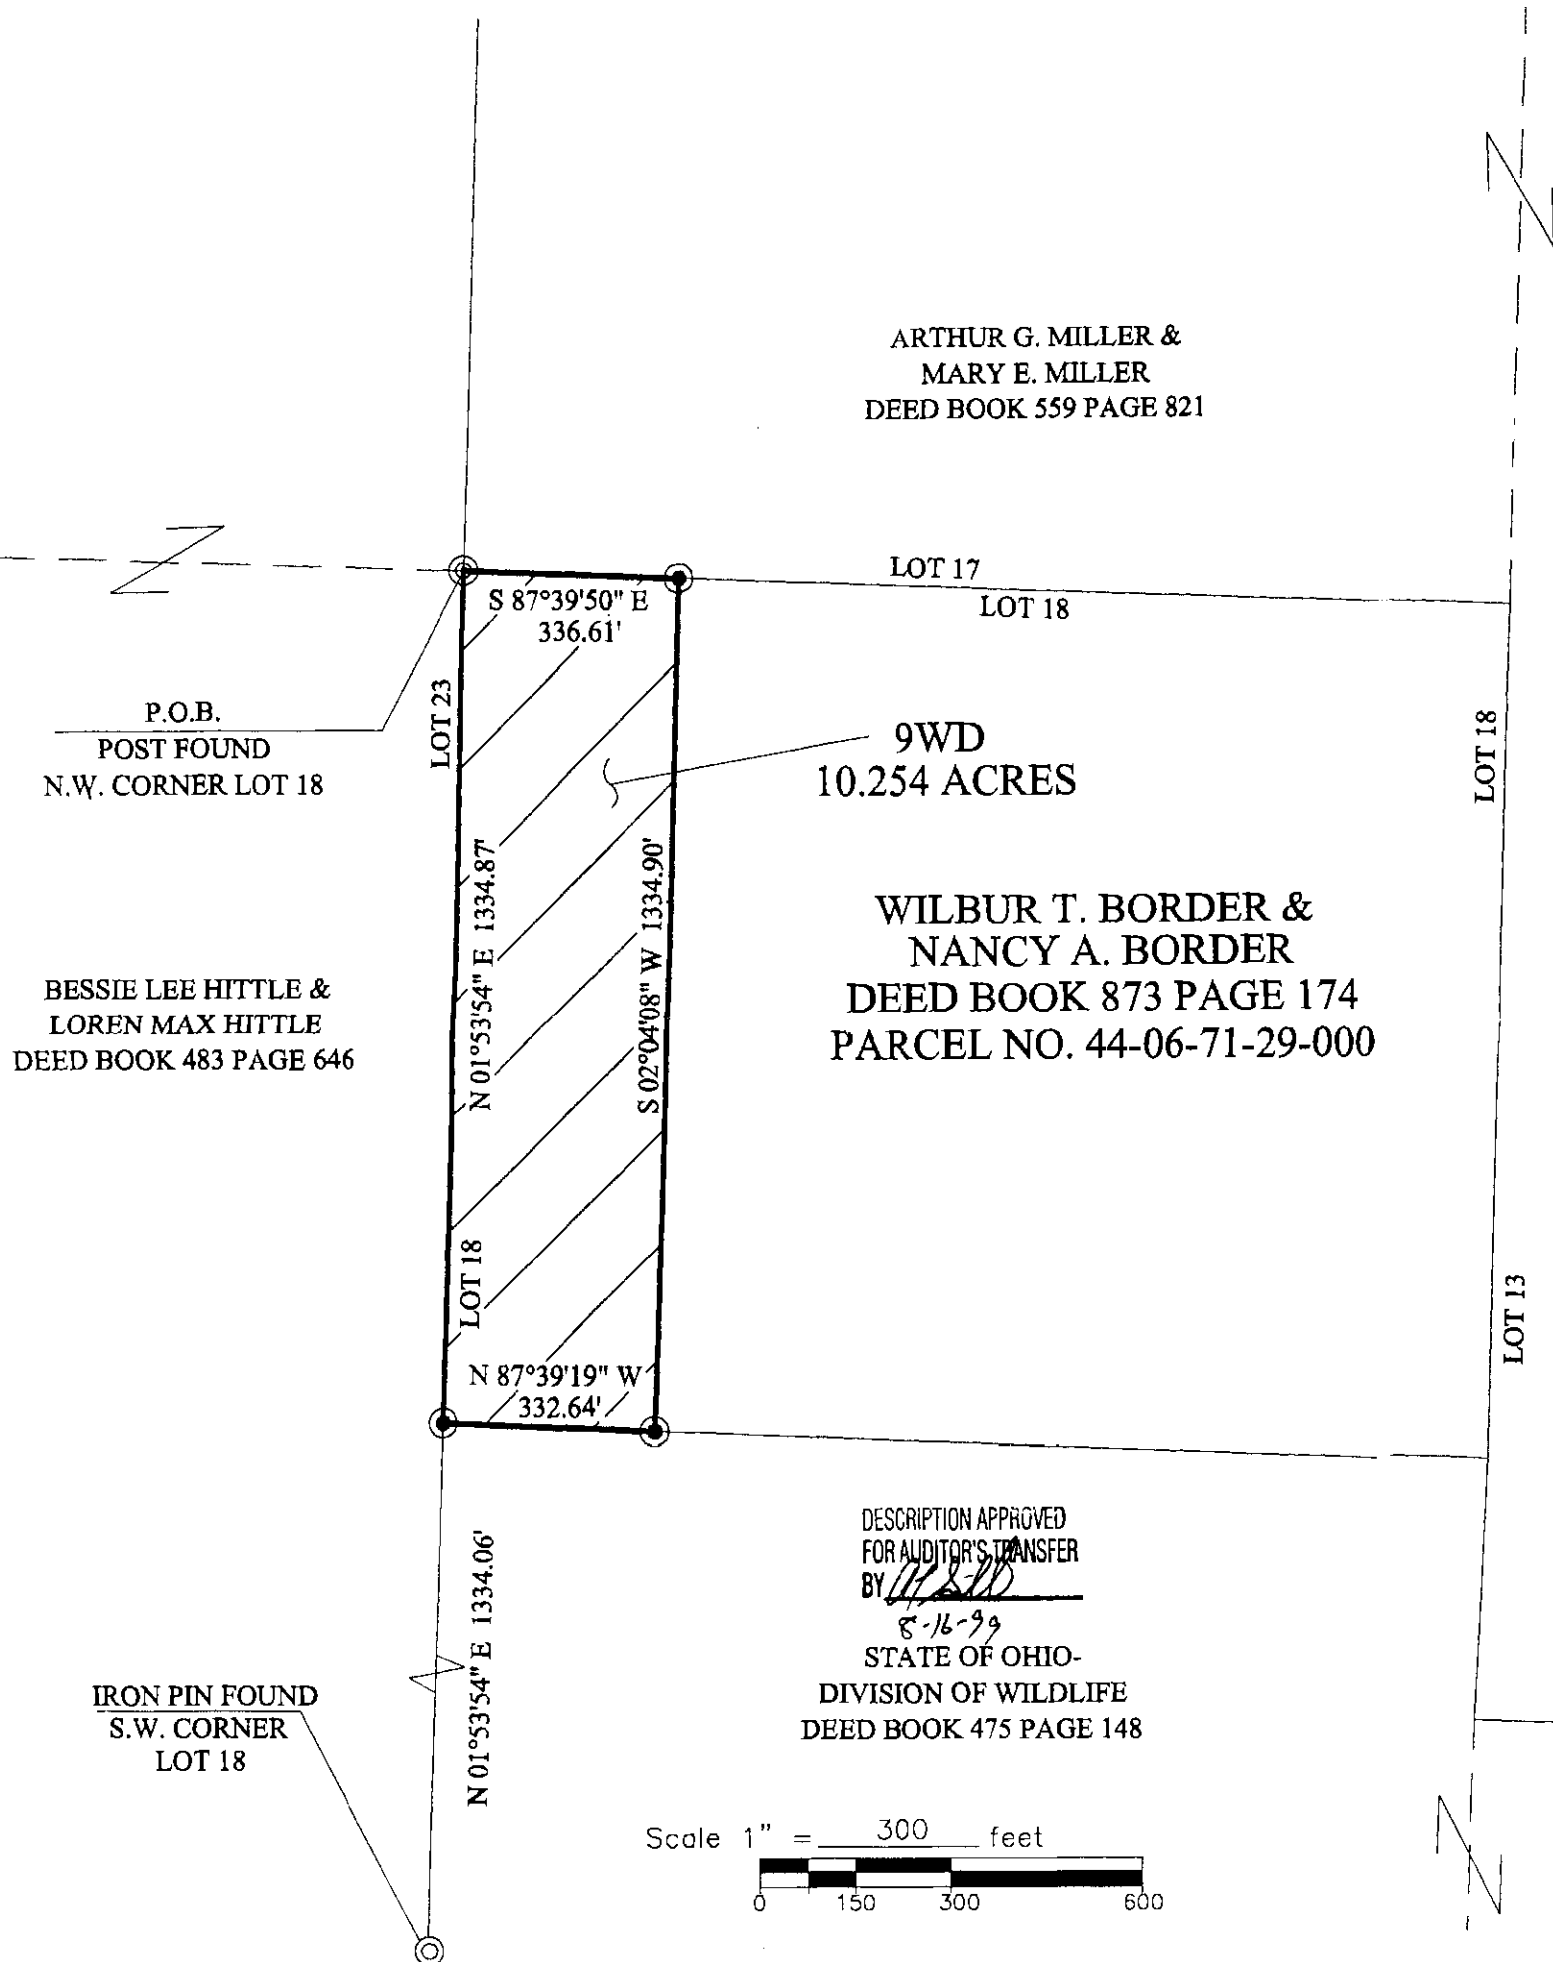 ARTHUR G. MILLER &
MARY E. MILLER
DEED BOOK 559 PAGE 821
LOT 17
LOT 18
S 87°39'50" E
336.61'
P.O.B.
POST FOUND
N.W. CORNER LOT 18
LOT 23
9WD
10.254 ACRES
LOT 18
N 01°53'54" E 1334.87'
S 02°04'08" W 1334.90'
WILBUR T. BORDER &
NANCY A. BORDER
DEED BOOK 873 PAGE 174
PARCEL NO. 44-06-71-29-000
BESSIE LEE HITTLE &
LOREN MAX HITTLE
DEED BOOK 483 PAGE 646
LOT 18
LOT 13
N 87°39'19" W
332.64'
DESCRIPTION APPROVED
FOR AUDITOR'S TRANSFER
BY
8-16-99
STATE OF OHIO-
DIVISION OF WILDLIFE
DEED BOOK 475 PAGE 148
N 01°53'54" E 1334.06'
IRON PIN FOUND
S.W. CORNER
LOT 18
Scale 1" = 300 feet
0 150 300 600